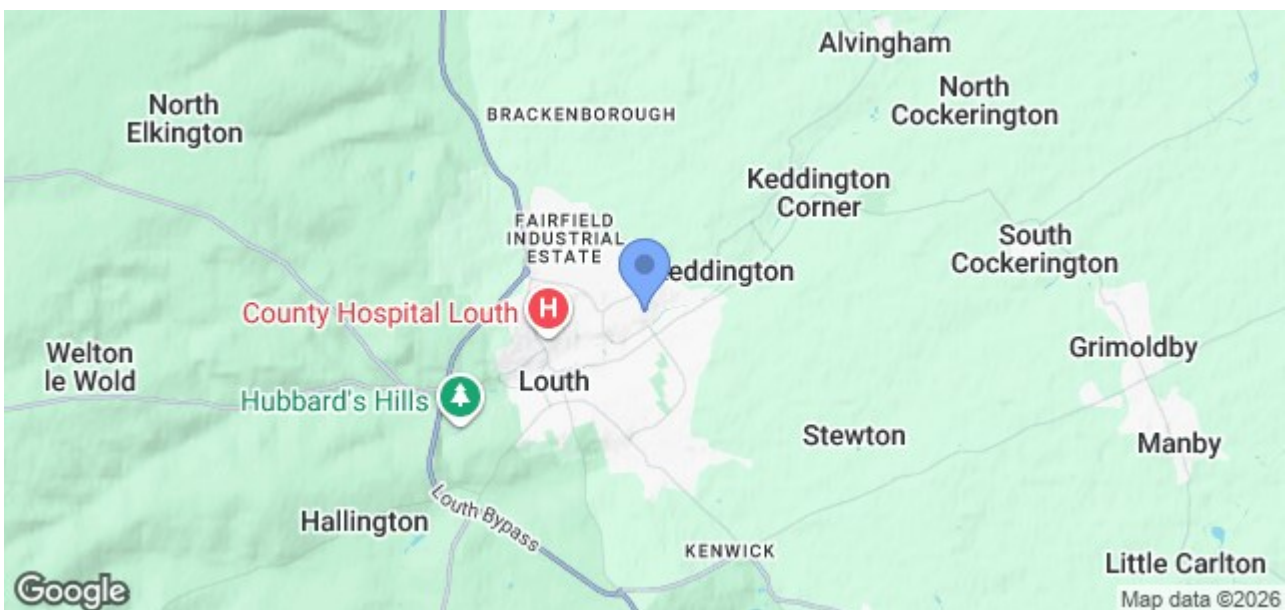 Alvingham
North
Elkington
BRACKENBOROUGH
North
Cockerington
Keddington
Corner
FAIRFIELD
INDUSTRIAL
ESTATE
South
Cockerington
eddington
County Hospital Louth
H
Welton
le Wold
Grimoldby
Louth
Hubbard's Hills
Stewton
Manby
Louth Bypass
Hallington
KENWICK
Little Carlton
Google
Map data ©2026